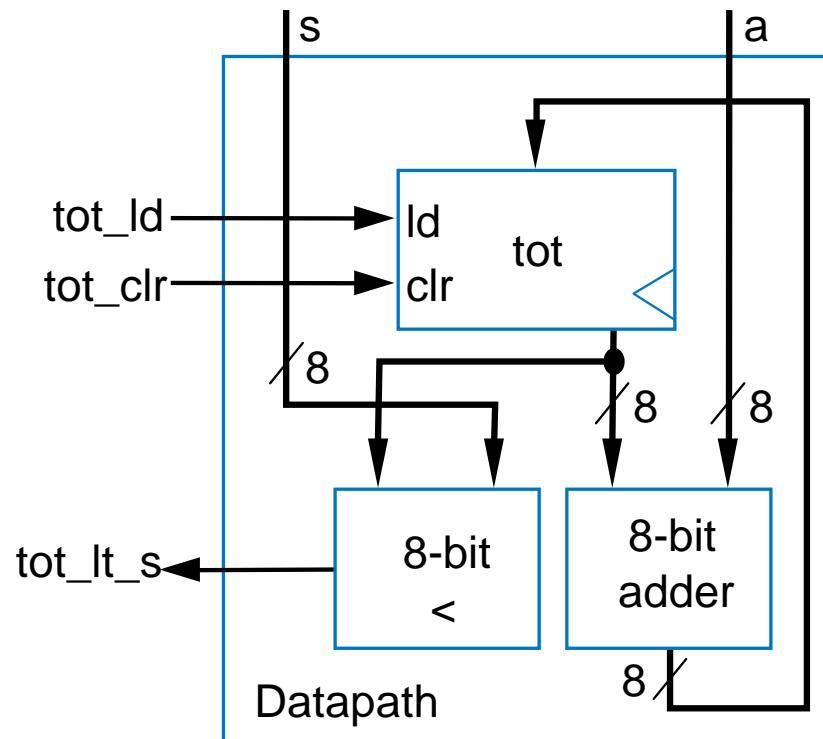 s
a
tot_ld
ld
tot
tot_clr
clr
8
8
8
8-bit
<
8-bit
adder
tot_lt_s
8
Datapath